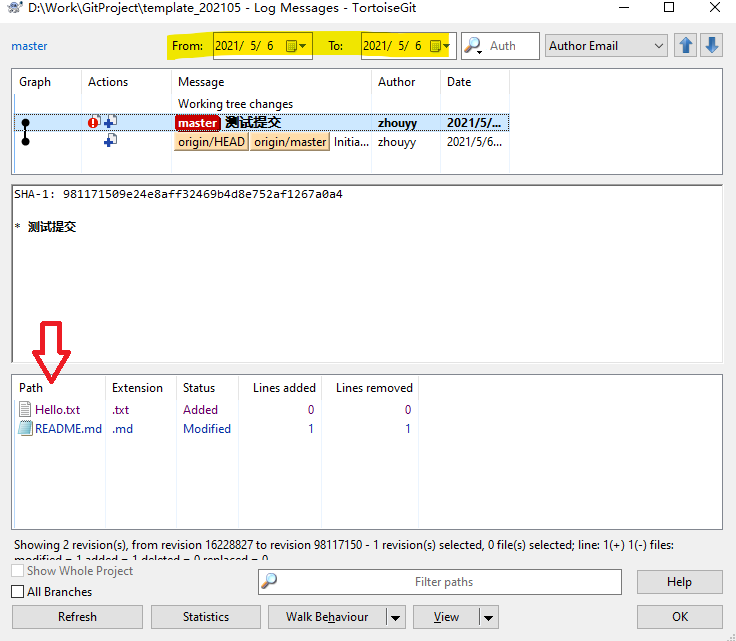 D:\Work\GitProject\template_202105 - Log Messages - TortoiseGit
master From: 2021/ 5/ 6 To: 2021/ 5/ 6 Auth Author Email
Graph Actions Message Author Date
Working tree changes
master 测试提交 zhouyy 2021/5/...
origin/HEAD origin/master Initia... zhouyy 2021/5/6...
SHA-1: 981171509e24e8aff32469b4d8e752af1267a0a4
* 测试提交
Path Extension Status Lines added Lines removed
Hello.txt .txt Added 0 0
README.md .md Modified 1 1
Showing 2 revision(s), from revision 16228827 to revision 98117150 - 1 revision(s) selected, 0 file(s) selected; line: 1(+) 1(-) files:
modified = 1 added = 1 deleted = 0 replaced = 0
Show Whole Project
All Branches
Filter paths
Help
Refresh Statistics Walk Behaviour View OK